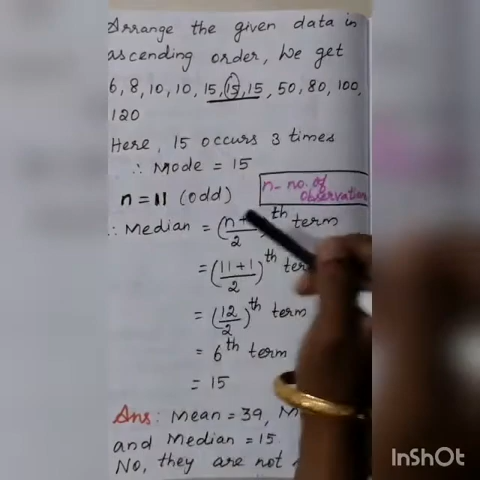 Arrange the given data in
ascending order, We get
6, 8, 10, 10, 15, 15, 15, 50, 80, 100,
120
Here, 15 occurs 3 times
∴ Mode = 15
n = 11 (odd)
n - no. of
observation
∴ Median = (n+ /2)th term
= (11+1/2)th
= (12/2)th term
= 6th term
= 15
Ans: Mean = 39,
and Median = 15.
No, they are not
InShOt